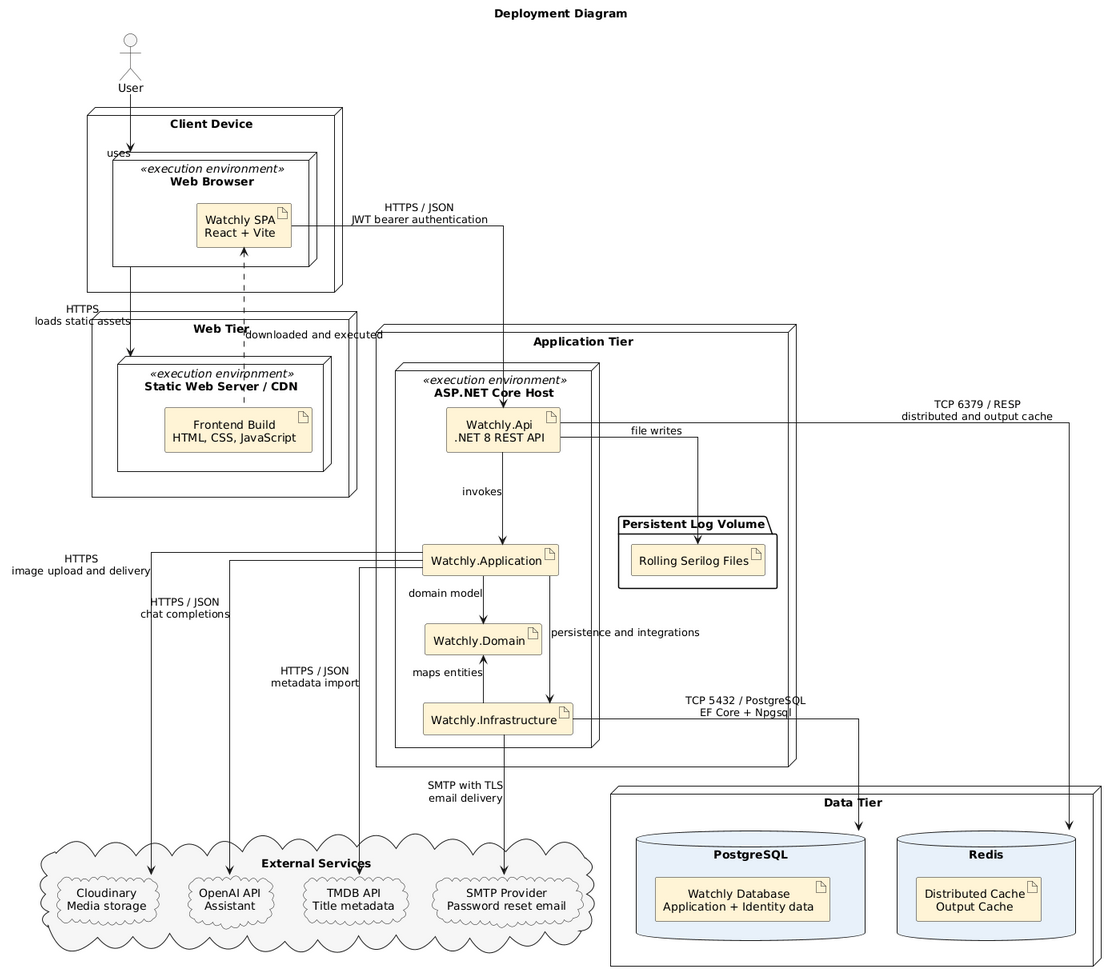 Deployment Diagram
User
Client Device
uses
«execution environment»
Web Browser
Watchly SPA
React + Vite
HTTPS / JSON
JWT bearer authentication
HTTPS
loads static assets
Web Tier
downloaded and executed
«execution environment»
Static Web Server / CDN
Frontend Build
HTML, CSS, JavaScript
Application Tier
«execution environment»
ASP.NET Core Host
Watchly.Api
.NET 8 REST API
TCP 6379 / RESP
distributed and output cache
file writes
invokes
Persistent Log Volume
Rolling Serilog Files
Watchly.Application
HTTPS
image upload and delivery
HTTPS / JSON
chat completions
domain model
Watchly.Domain
persistence and integrations
HTTPS / JSON
metadata import
maps entities
Watchly.Infrastructure
TCP 5432 / PostgreSQL
EF Core + Npgsql
SMTP with TLS
email delivery
Data Tier
External Services
Cloudinary
Media storage
OpenAI API
Assistant
TMDB API
Title metadata
SMTP Provider
Password reset email
PostgreSQL
Watchly Database
Application + Identity data
Redis
Distributed Cache
Output Cache